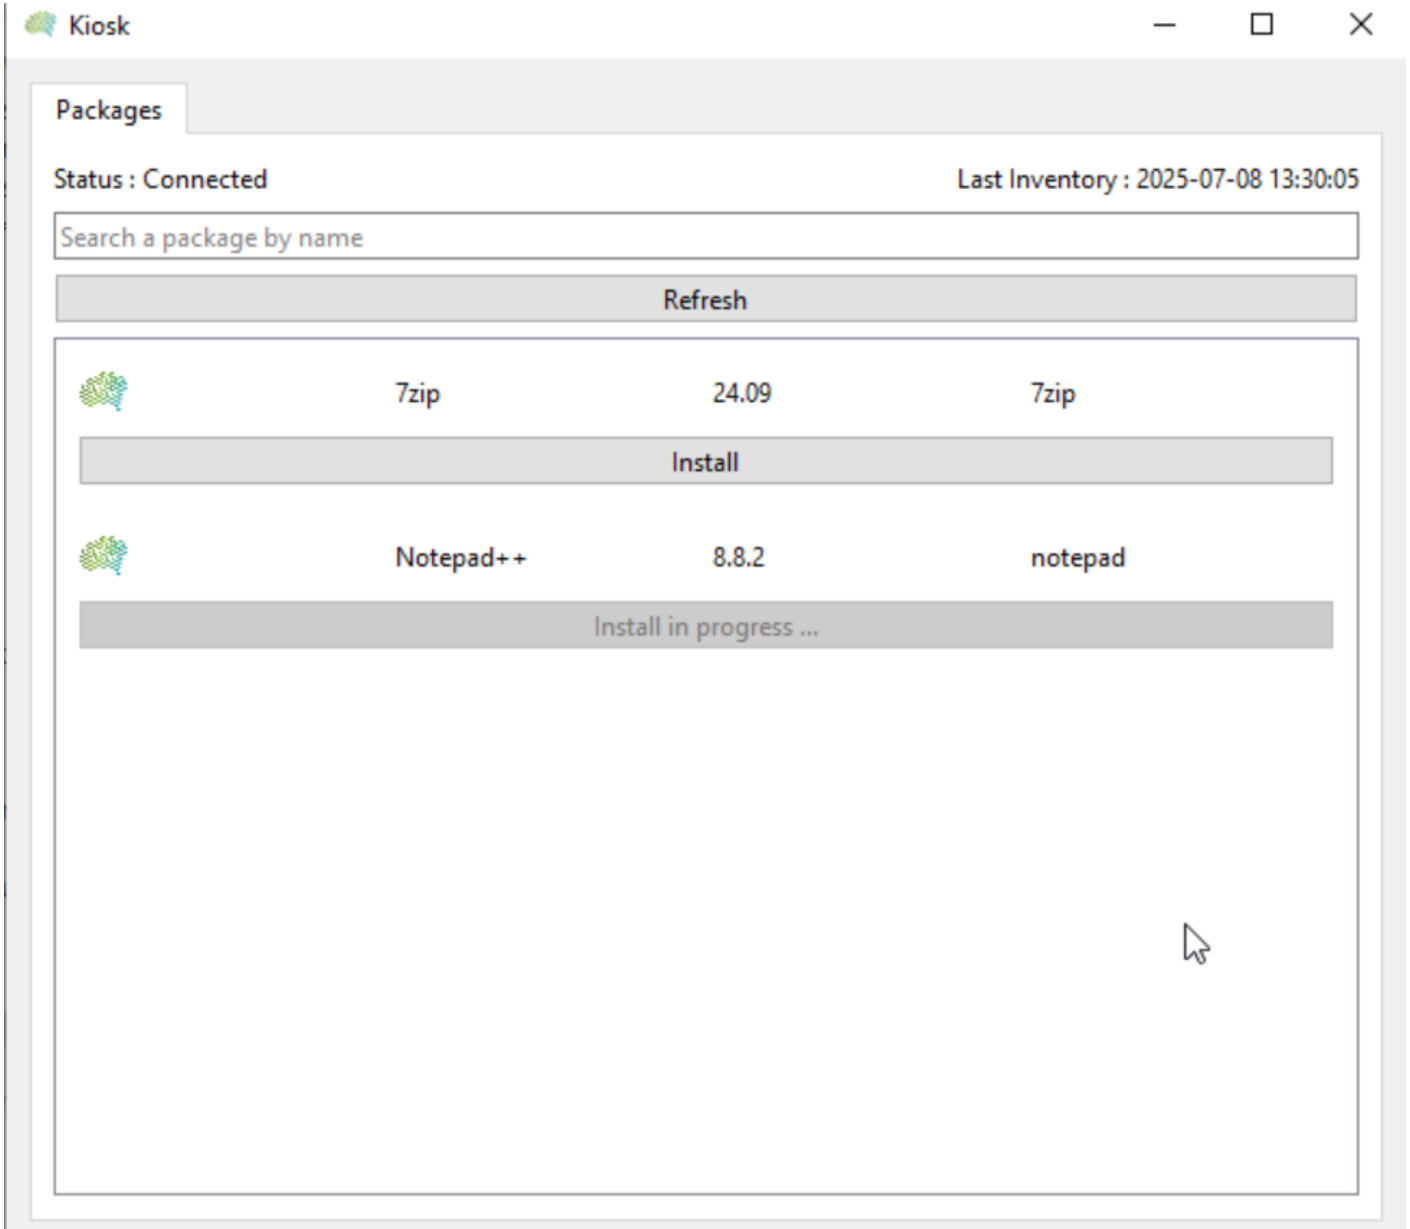 Kiosk
Packages
Status : Connected Last Inventory : 2025-07-08 13:30:05
Search a package by name
Refresh
7zip 24.09 7zip
Install
Notepad++ 8.8.2 notepad
Install in progress ...